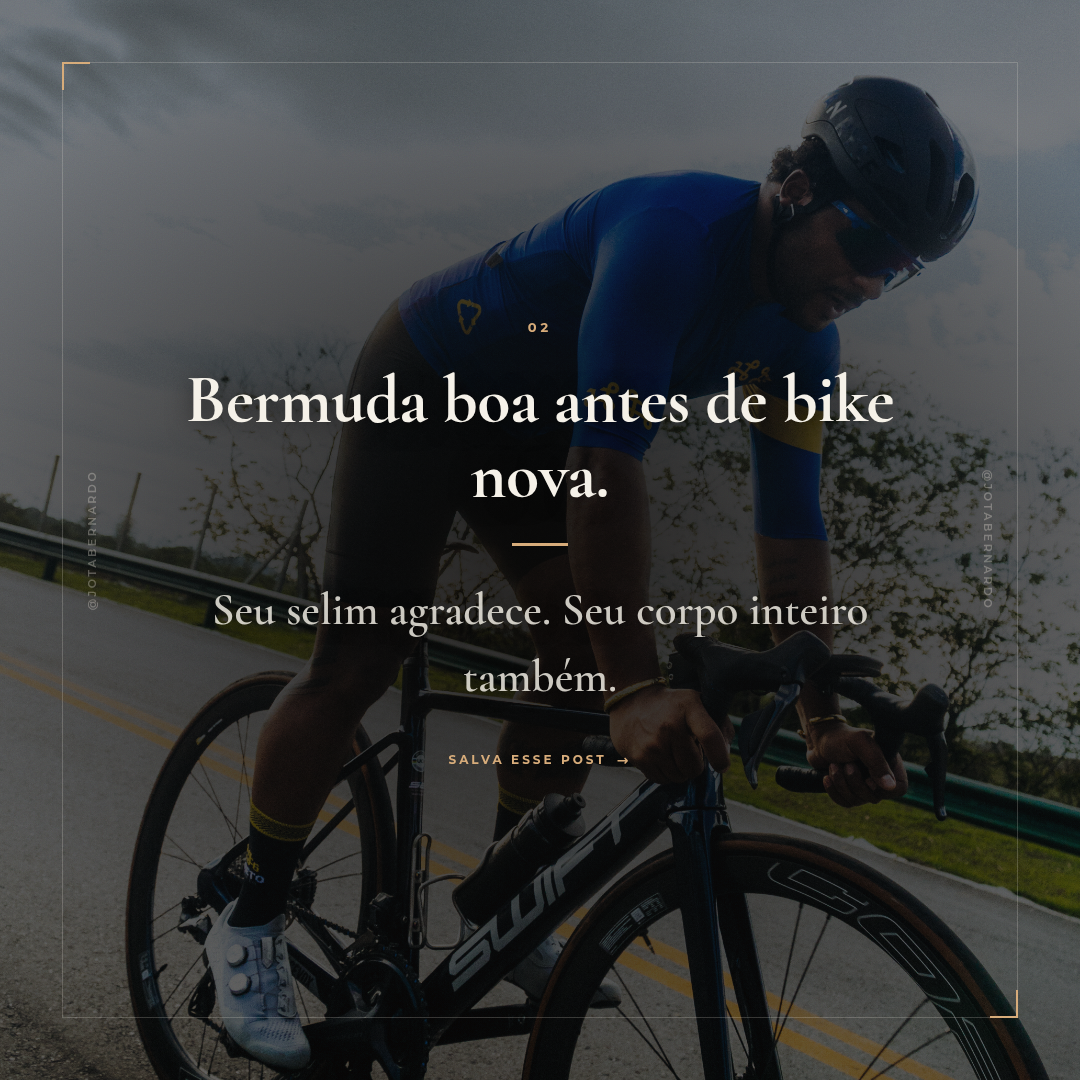 02
Bermuda boa antes de bike
nova.
Seu selim agradece. Seu corpo inteiro
também.
SALVA ESSE POST →
@JOTABERNARDO
@JOTABERNARDO
SWIFT